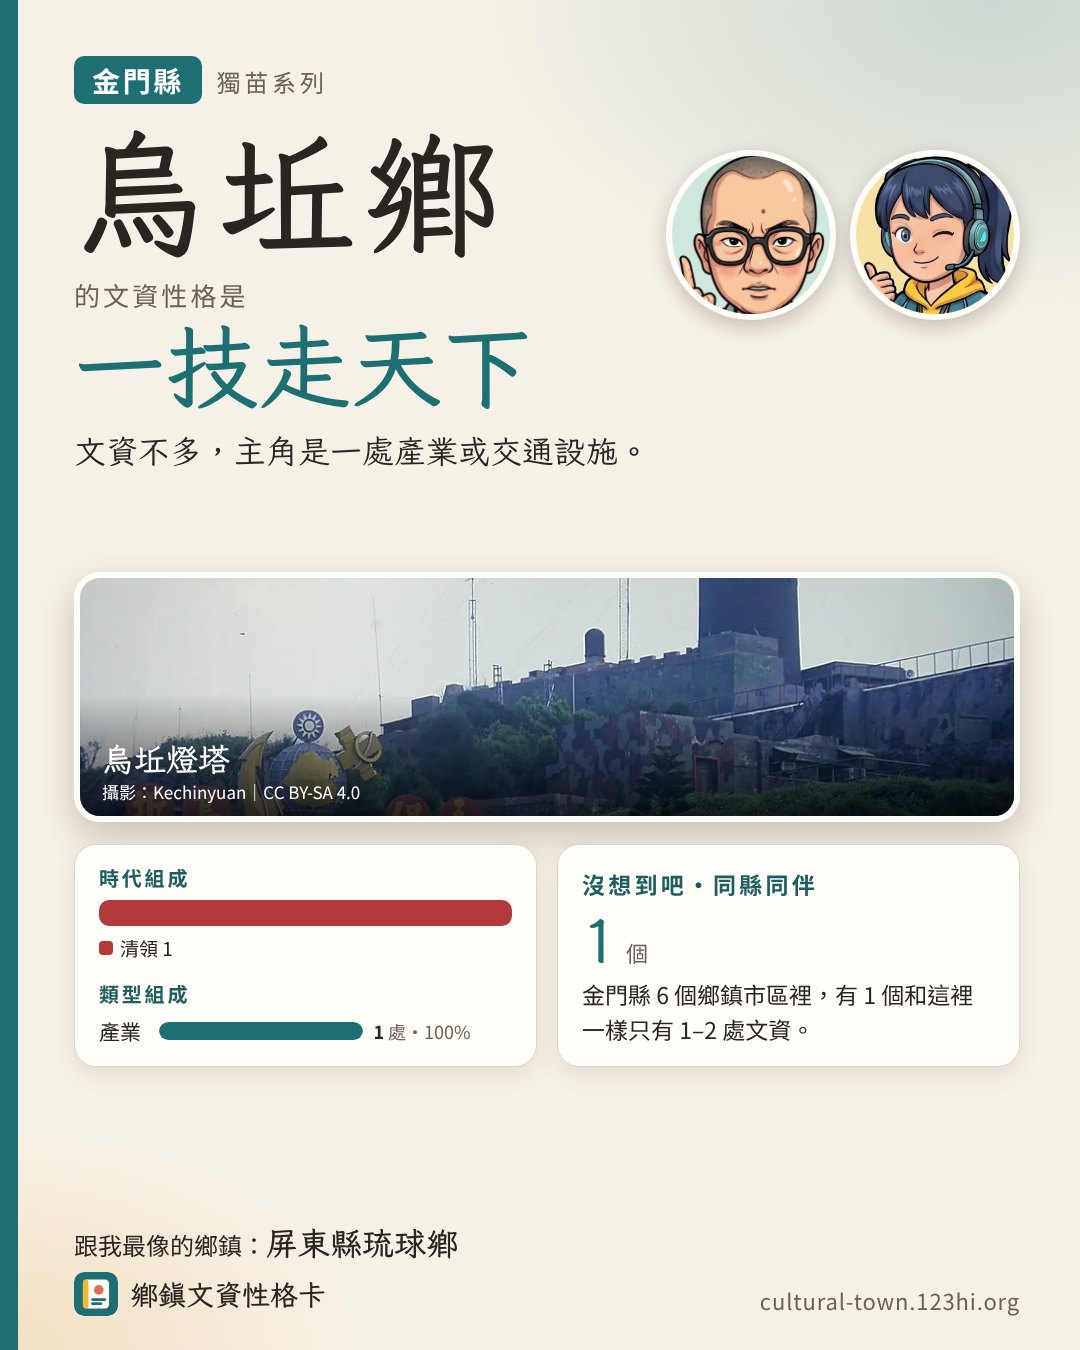 金門縣 獨苗系列
烏坵鄉
的文資性格是
一技走天下
文資不多，主角是一處產業或交通設施。
烏坵燈塔
攝影：Kechinyuan｜CC BY-SA 4.0
時代組成
清領 1
類型組成
產業 1 處・100%
沒想到吧・同縣同伴
1 個
金門縣 6 個鄉鎮市區裡，有 1 個和這裡
一樣只有 1–2 處文資。
跟我最像的鄉鎮：屏東縣琉球鄉
鄉鎮文資性格卡
cultural-town.123hi.org